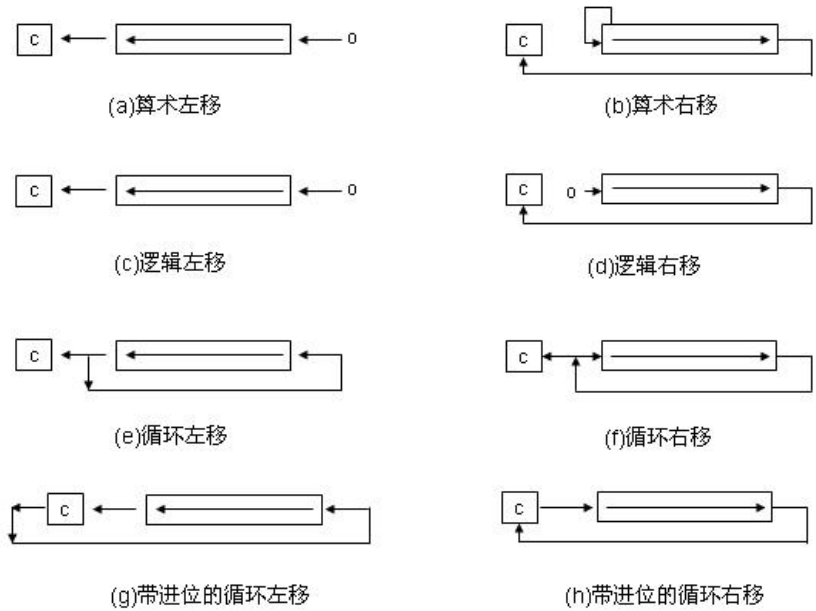 C 0 C
(a)算术左移 (b)算术右移
C 0 C 0
(c)逻辑左移 (d)逻辑右移
C C
(e)循环左移 (f)循环右移
C C
(g)带进位的循环左移 (h)带进位的循环右移